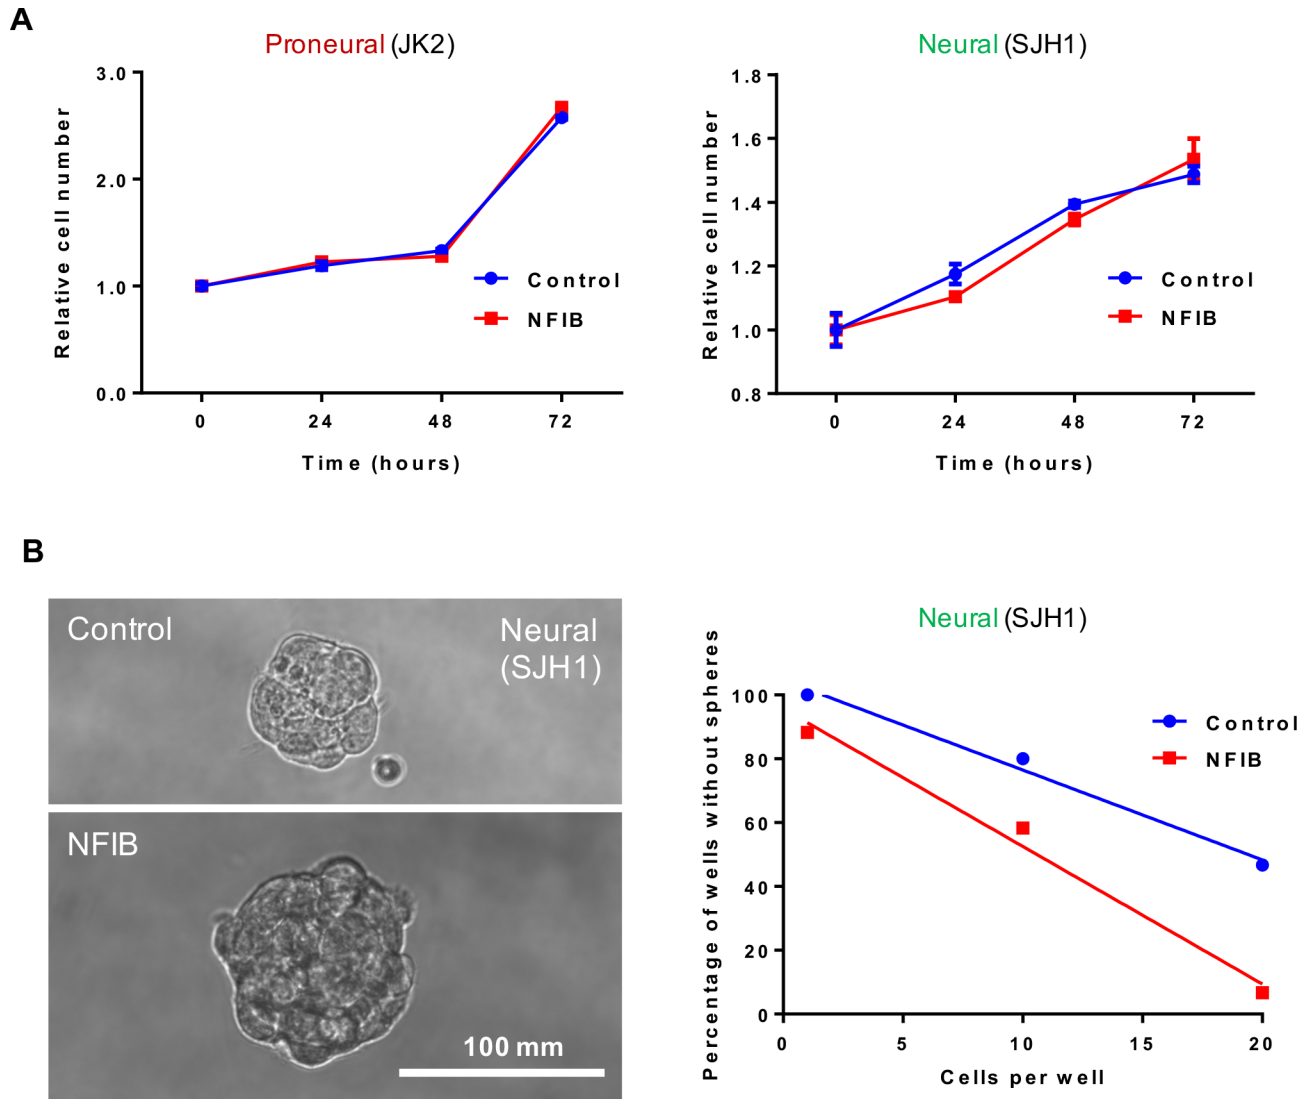 A
Proneural (JK2)
Relative cell number
3.0
2.0
1.0
0.0
0 24 48 72
Time (hours)
Control
NFIB
Neural (SJH1)
Relative cell number
1.8
1.6
1.4
1.2
1.0
0.8
0 24 48 72
Time (hours)
Control
NFIB
B
Control
Neural
(SJH1)
NFIB
100 mm
Neural (SJH1)
Percentage of wells without spheres
100
80
60
40
20
0
0 5 10 15 20
Cells per well
Control
NFIB